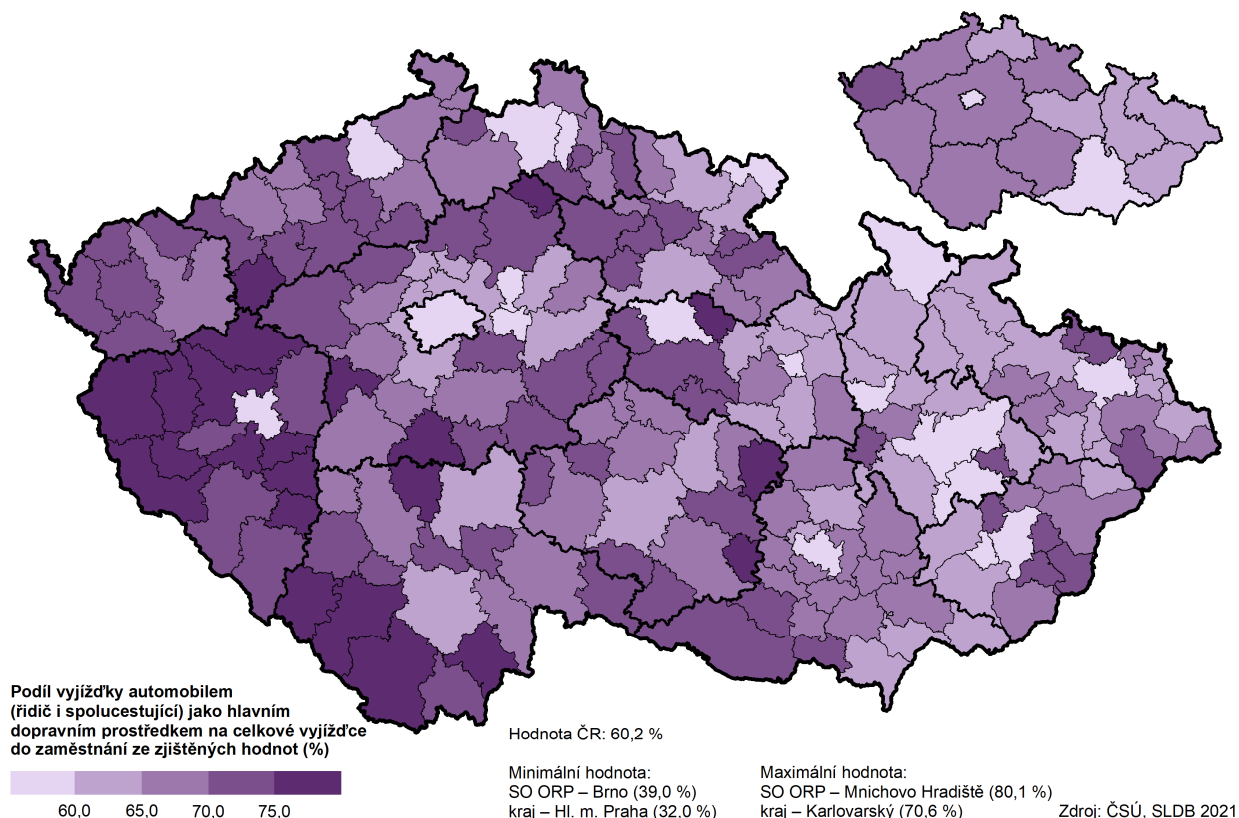 Podíl vyjížďky automobilem
(řidič i spolucestující) jako hlavním
dopravním prostředkem na celkové vyjížďce
do zaměstnání ze zjištěných hodnot (%)
60,0 65,0 70,0 75,0
Hodnota ČR: 60,2 %
Minimální hodnota:
SO ORP – Brno (39,0 %)
kraj – Hl. m. Praha (32,0 %)
Maximální hodnota:
SO ORP – Mnichovo Hradiště (80,1 %)
kraj – Karlovarský (70,6 %)
Zdroj: ČSÚ, SLDB 2021